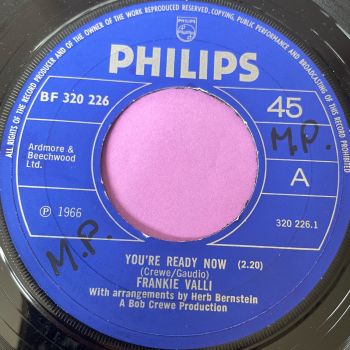 ALL RIGHTS OF THE RECORD PRODUCER AND OF THE OWNER OF THE WORK REPRODUCED RESERVED. COPYING, PUBLIC PERFORMANCE AND BROADCASTING OF THIS RECORD PROHIBITED
PHILIPS
BF 320 226
45
M.P.
Ardmore &
Beechwood
Ltd.
A
℗ 1966
320 226.1
M.P.
YOU'RE READY NOW (2.20)
(Crewe/Gaudio)
FRANKIE VALLI
With arrangements by Herb Bernstein
A Bob Crewe Production